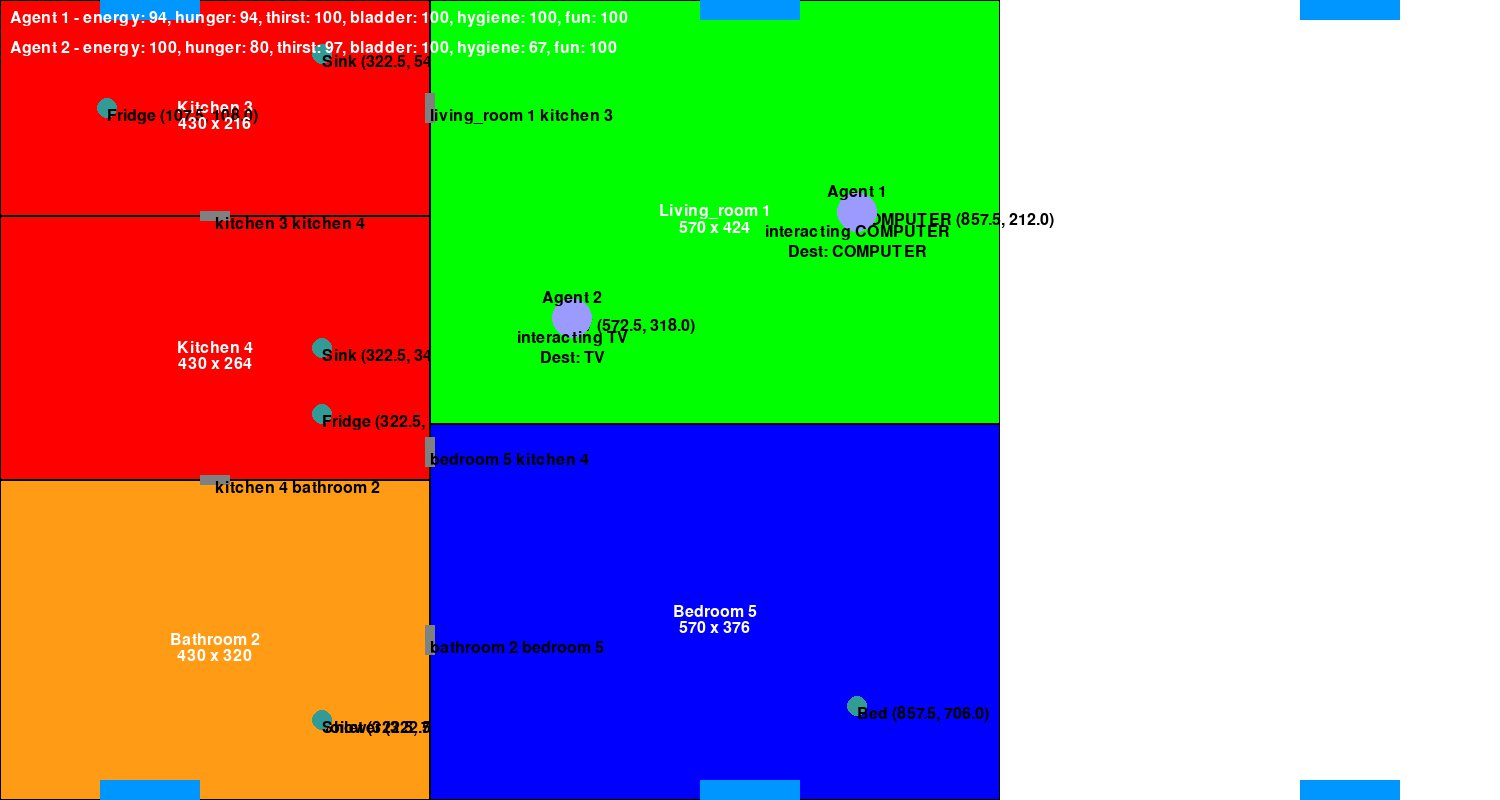 Agent 1 - energy: 94, hunger: 94, thirst: 100, bladder: 100, hygiene: 100, fun: 100
Agent 2 - energy: 100, hunger: 80, thirst: 97, bladder: 100, hygiene: 67, fun: 100
Sink (322.5, 54
Kitchen 3
Fridge (107.5, 108.0)
430 x 216
living_room 1 kitchen 3
Agent 1
Living_room 1
OMPUTER (857.5, 212.0)
570 x 424
interacting COMPUTER
Dest: COMPUTER
kitchen 3 kitchen 4
Agent 2
(572.5, 318.0)
interacting TV
Dest: TV
Kitchen 4
430 x 264
Sink (322.5, 34
Fridge (322.5,
bedroom 5 kitchen 4
kitchen 4 bathroom 2
Bedroom 5
570 x 376
Bathroom 2
430 x 320
bathroom 2 bedroom 5
Bed (857.5, 706.0)